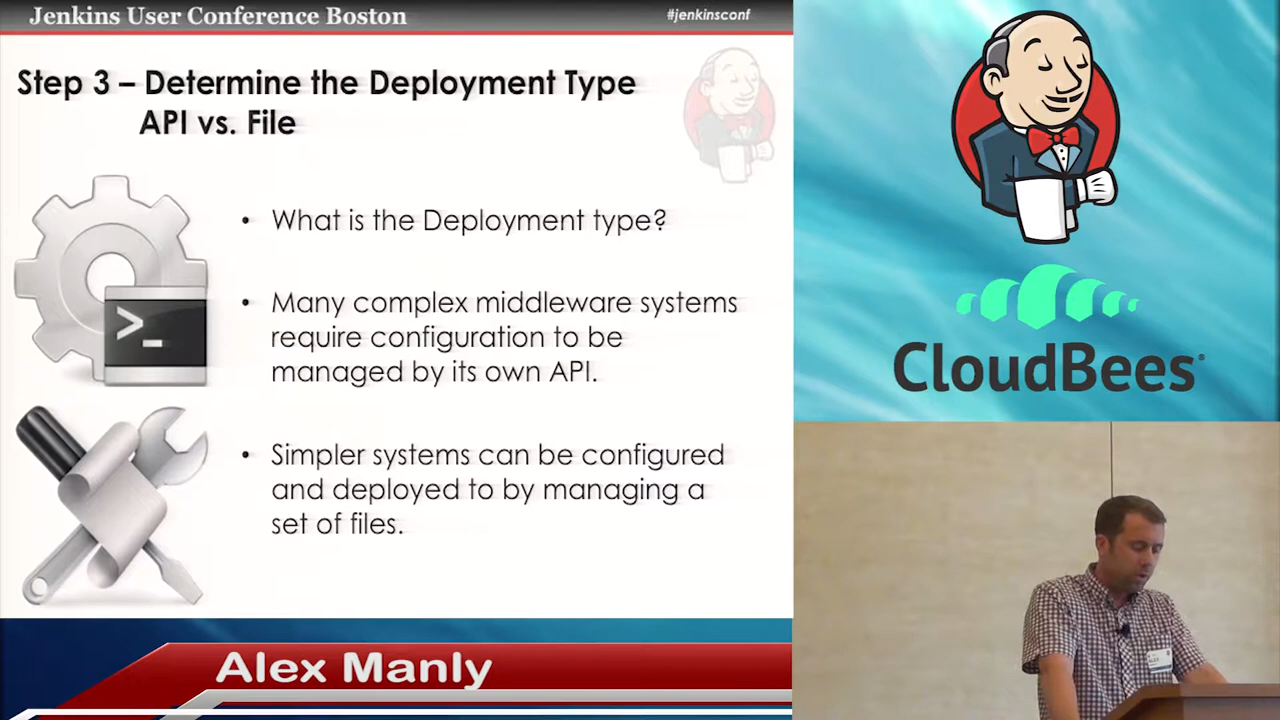 Jenkins User Conference Boston
#jenkinsconf
Step 3 – Determine the Deployment Type
API vs. File
• What is the Deployment type?
• Many complex middleware systems
require configuration to be
managed by its own API.
• Simpler systems can be configured
and deployed to by managing a
set of files.
>_
CloudBees
Alex Manly
ALEX